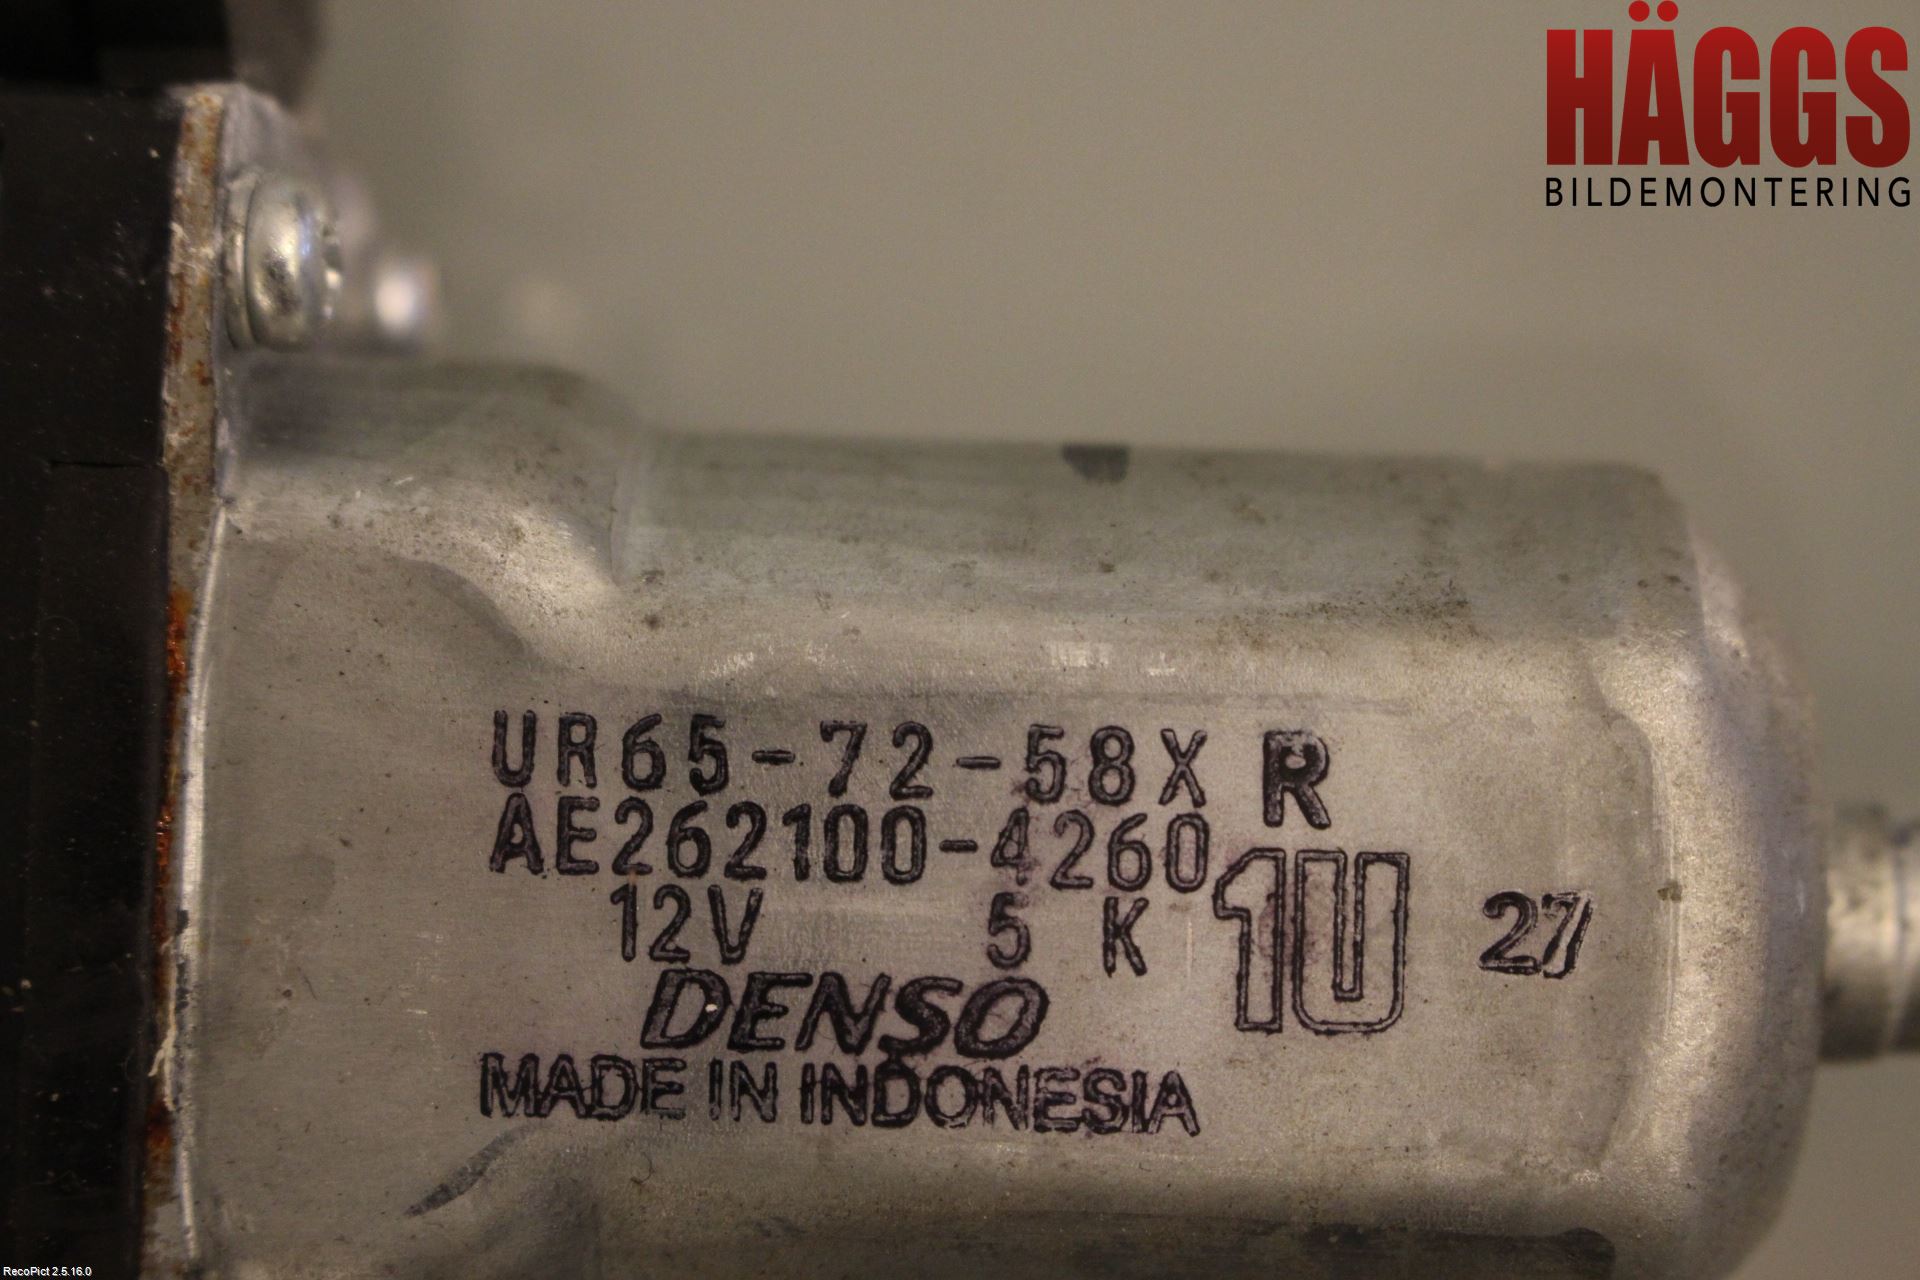 HÄGGS
BILDEMONTERING
UR65-72-58X R
AE262100-4260
12V 5 K 1U 27
DENSO
MADE IN INDONESIA
RecoPict 2.5.16.0